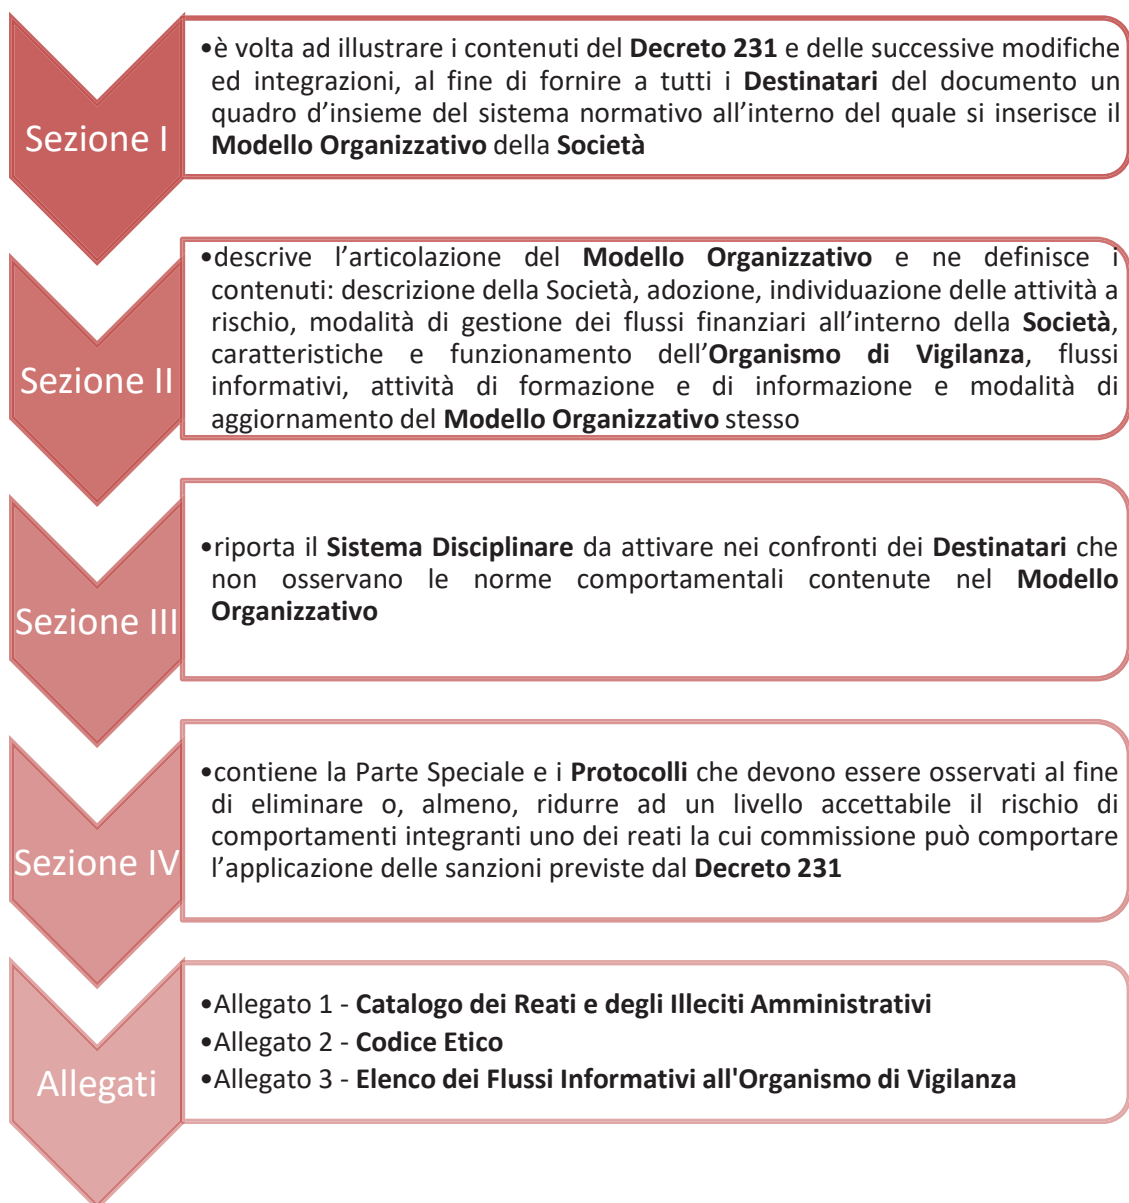 Sezione I
•è volta ad illustrare i contenuti del Decreto 231 e delle successive modifiche
ed integrazioni, al fine di fornire a tutti i Destinatari del documento un
quadro d’insieme del sistema normativo all’interno del quale si inserisce il
Modello Organizzativo della Società
Sezione II
•descrive l’articolazione del Modello Organizzativo e ne definisce i
contenuti: descrizione della Società, adozione, individuazione delle attività a
rischio, modalità di gestione dei flussi finanziari all’interno della Società,
caratteristiche e funzionamento dell’Organismo di Vigilanza, flussi
informativi, attività di formazione e di informazione e modalità di
aggiornamento del Modello Organizzativo stesso
Sezione III
•riporta il Sistema Disciplinare da attivare nei confronti dei Destinatari che
non osservano le norme comportamentali contenute nel Modello
Organizzativo
Sezione IV
•contiene la Parte Speciale e i Protocolli che devono essere osservati al fine
di eliminare o, almeno, ridurre ad un livello accettabile il rischio di
comportamenti integranti uno dei reati la cui commissione può comportare
l’applicazione delle sanzioni previste dal Decreto 231
Allegati
•Allegato 1 - Catalogo dei Reati e degli Illeciti Amministrativi
•Allegato 2 - Codice Etico
•Allegato 3 - Elenco dei Flussi Informativi all'Organismo di Vigilanza